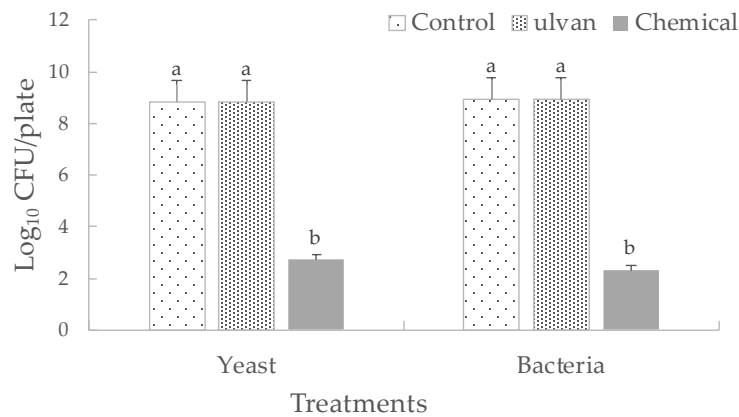 12
Control ulvan Chemical
a a a a
10
8
6
4
b b
2
0
Log₁₀ CFU/plate
Yeast Bacteria
Treatments